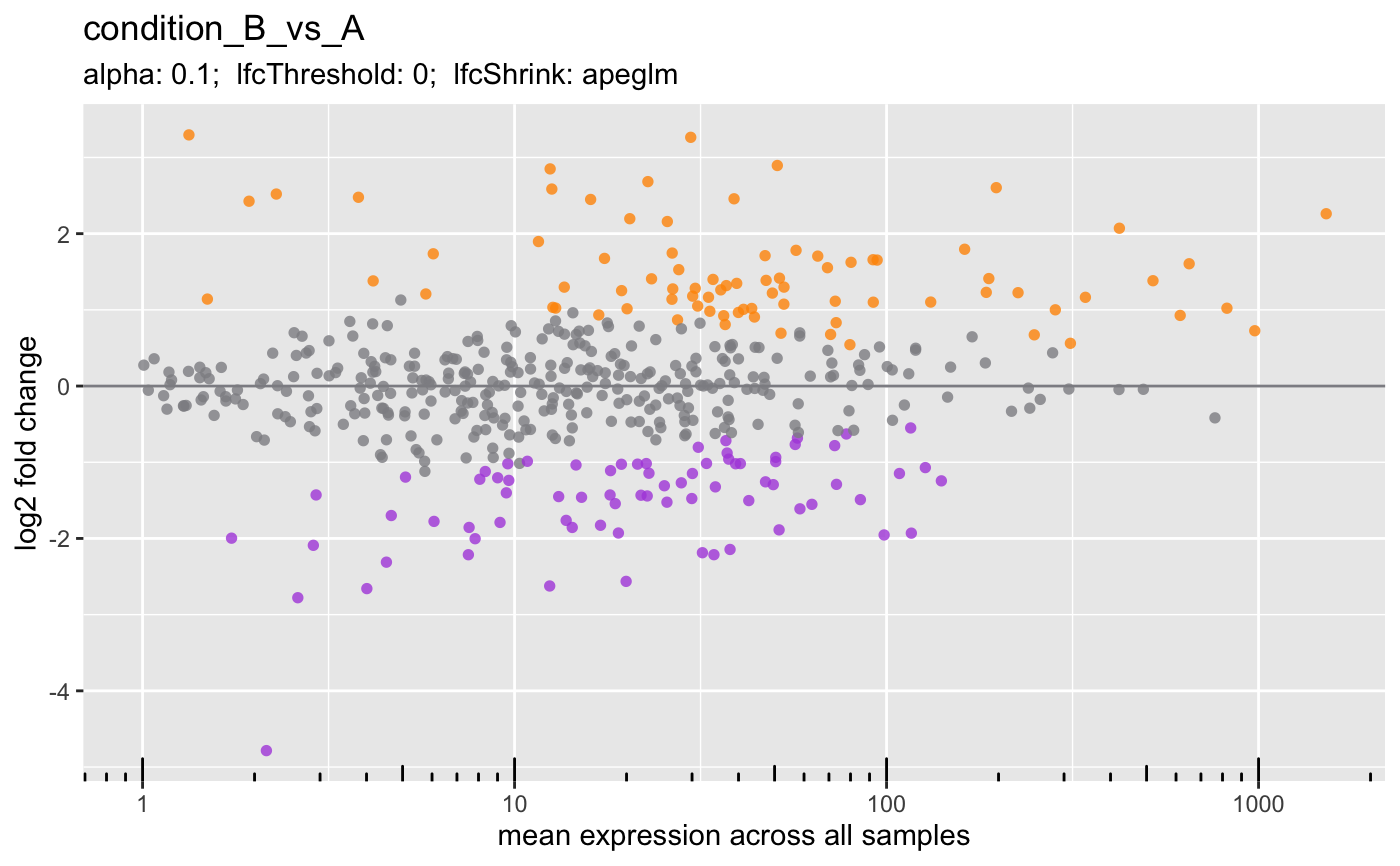 condition_B_vs_A
alpha: 0.1;  lfcThreshold: 0;  lfcShrink: apeglm
log2 fold change
2
0
-2
-4
1
10
100
1000
mean expression across all samples